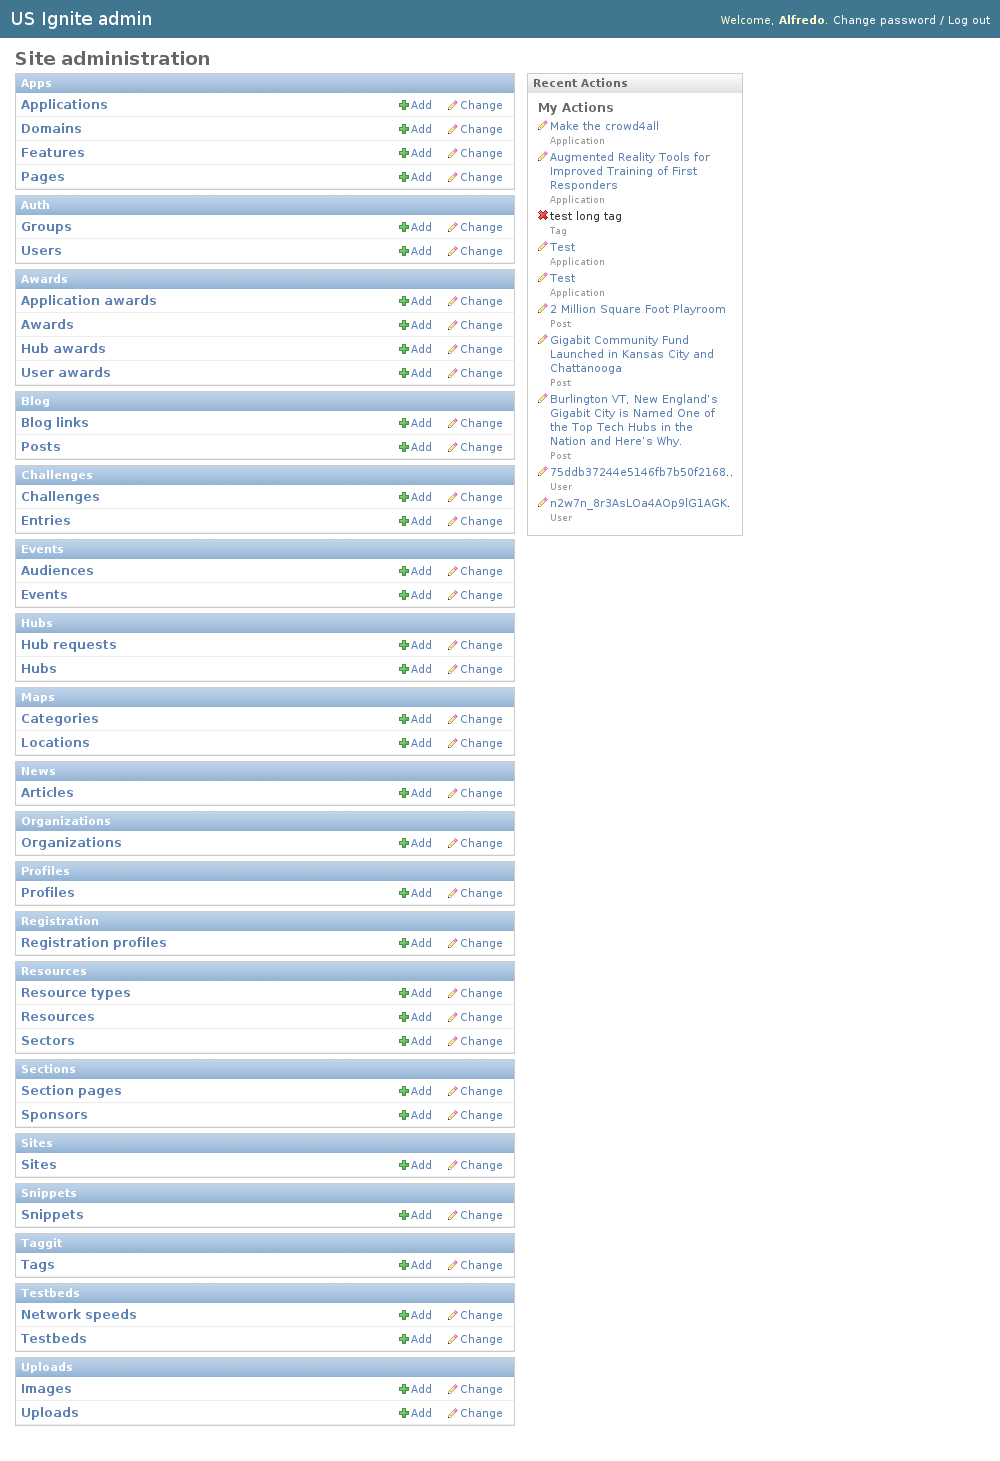 US Ignite admin
Welcome, Alfredo. Change password / Log out
Site administration
Apps
Applications Add Change
Domains Add Change
Features Add Change
Pages Add Change
Auth
Groups Add Change
Users Add Change
Awards
Application awards Add Change
Awards Add Change
Hub awards Add Change
User awards Add Change
Blog
Blog links Add Change
Posts Add Change
Challenges
Challenges Add Change
Entries Add Change
Events
Audiences Add Change
Events Add Change
Hubs
Hub requests Add Change
Hubs Add Change
Maps
Categories Add Change
Locations Add Change
News
Articles Add Change
Organizations
Organizations Add Change
Profiles
Profiles Add Change
Registration
Registration profiles Add Change
Resources
Resource types Add Change
Resources Add Change
Sectors Add Change
Sections
Section pages Add Change
Sponsors Add Change
Sites
Sites Add Change
Snippets
Snippets Add Change
Taggit
Tags Add Change
Testbeds
Network speeds Add Change
Testbeds Add Change
Uploads
Images Add Change
Uploads Add Change
Recent Actions
My Actions
Make the crowd4all
Application
Augmented Reality Tools for
Improved Training of First
Responders
Application
test long tag
Tag
Test
Application
Test
Application
2 Million Square Foot Playroom
Post
Gigabit Community Fund
Launched in Kansas City and
Chattanooga
Post
Burlington VT, New England's
Gigabit City is Named One of
the Top Tech Hubs in the
Nation and Here's Why.
Post
75ddb37244e5146fb7b50f2168..
User
n2w7n_8r3AsLOa4AOp9lG1AGK.
User